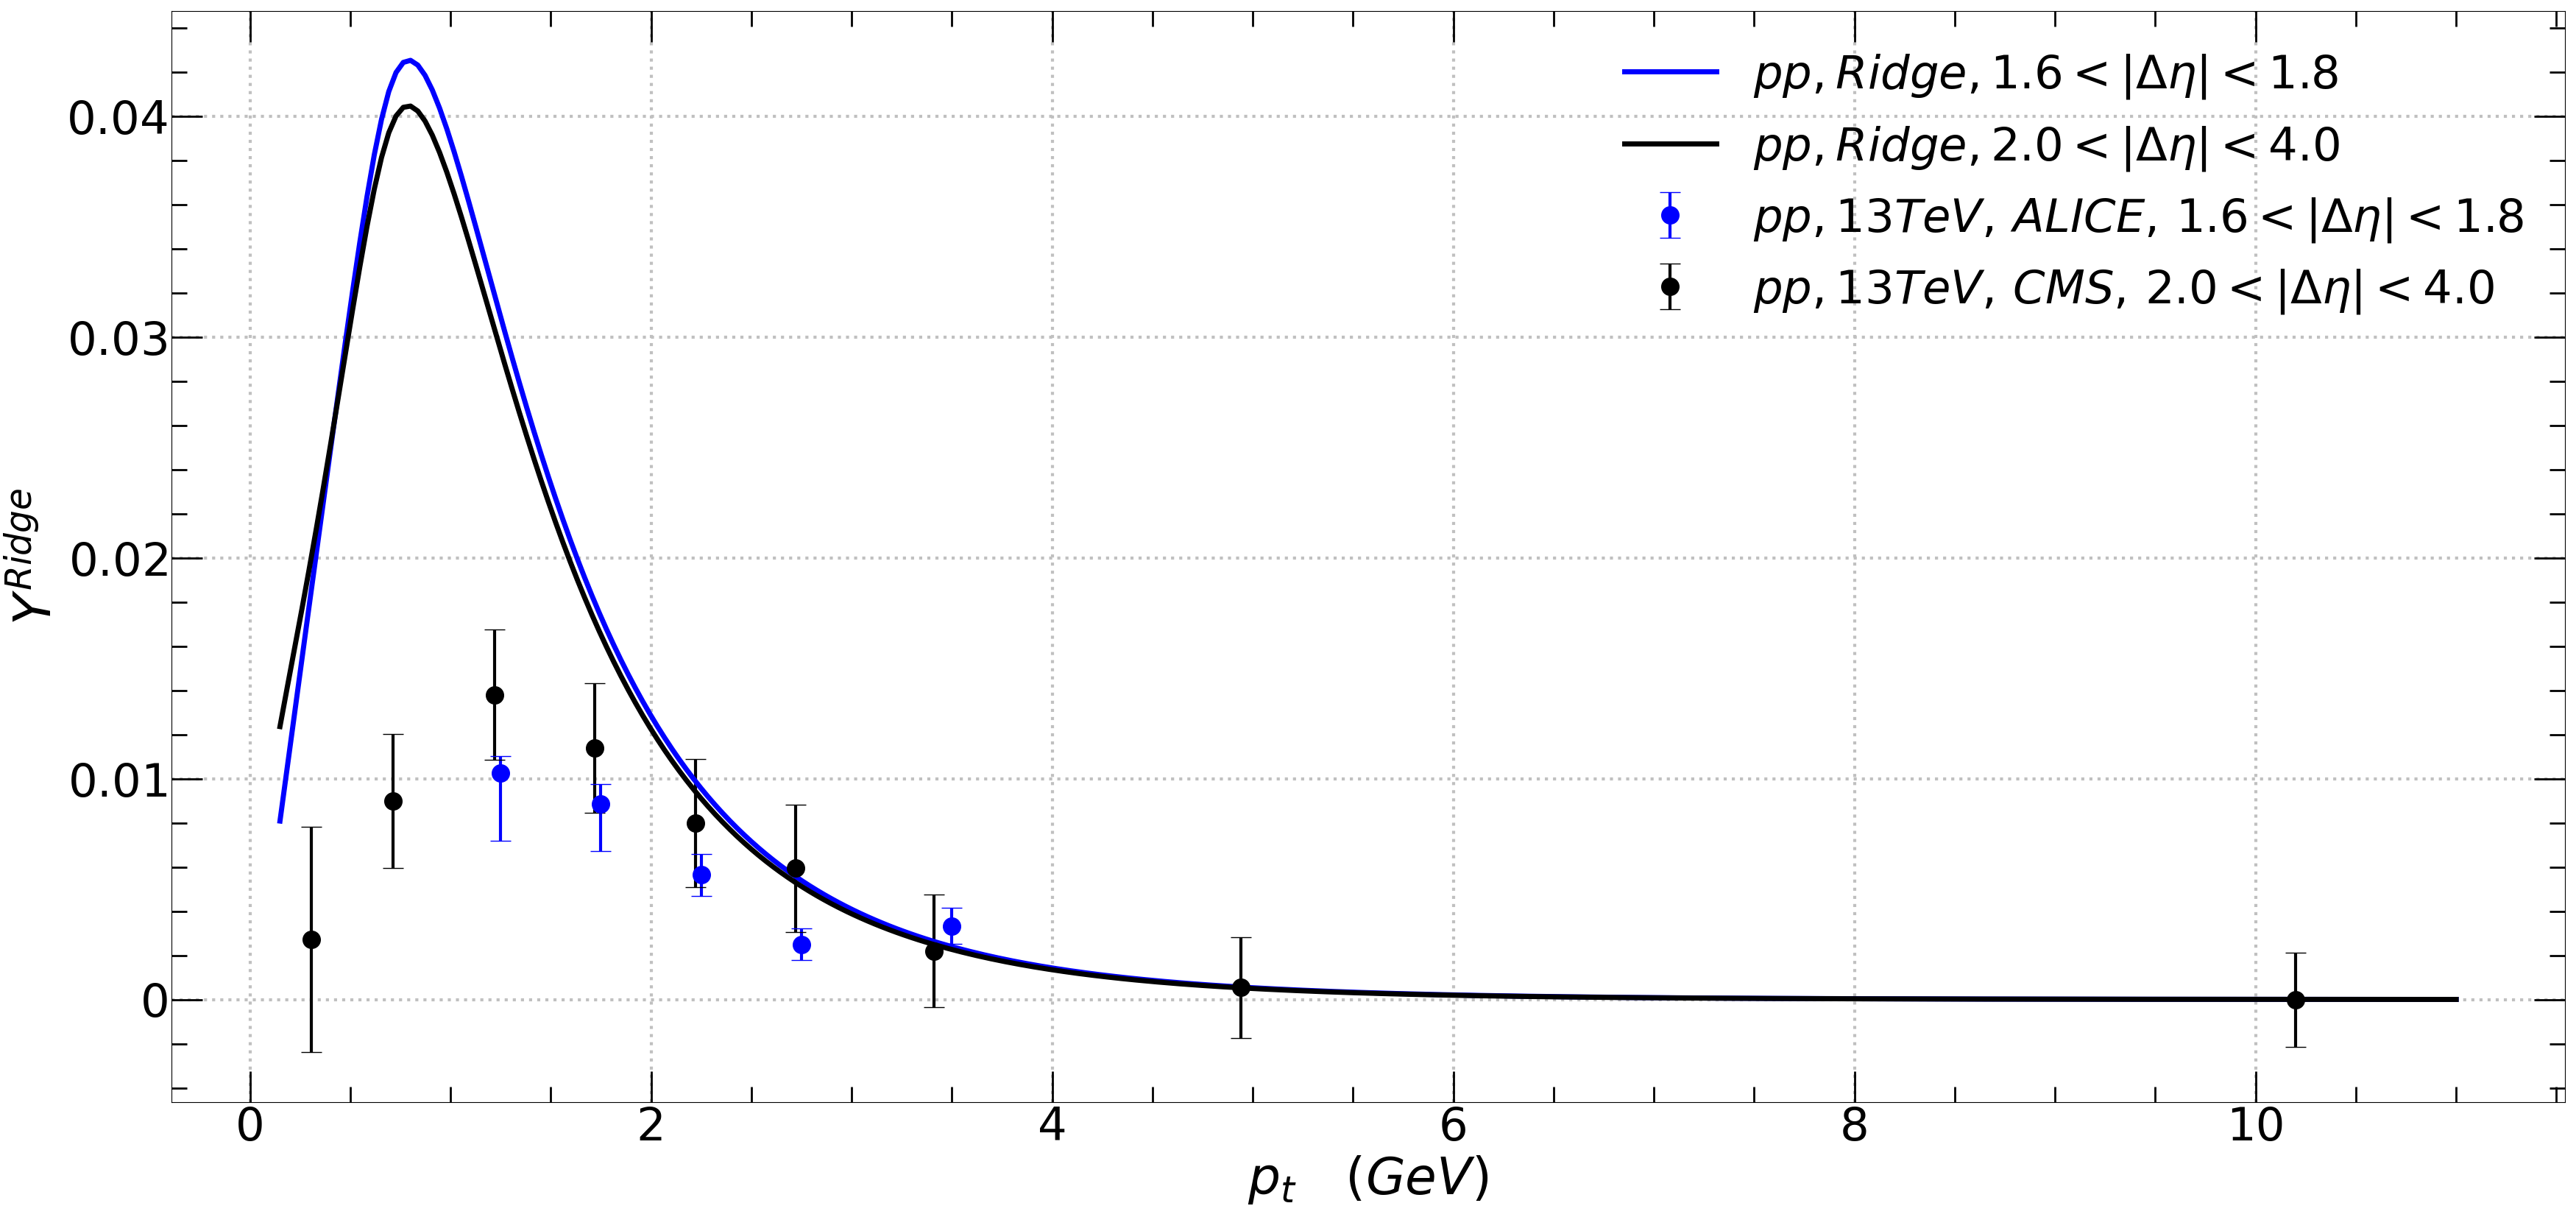 pp, Ridge, 1.6 < |Δη| < 1.8
pp, Ridge, 2.0 < |Δη| < 4.0
pp, 13TeV, ALICE, 1.6 < |Δη| < 1.8
pp, 13TeV, CMS, 2.0 < |Δη| < 4.0
0.04
0.03
0.02
0.01
0
Y^{Ridge}
0 2 4 6 8 10
p_t (GeV)